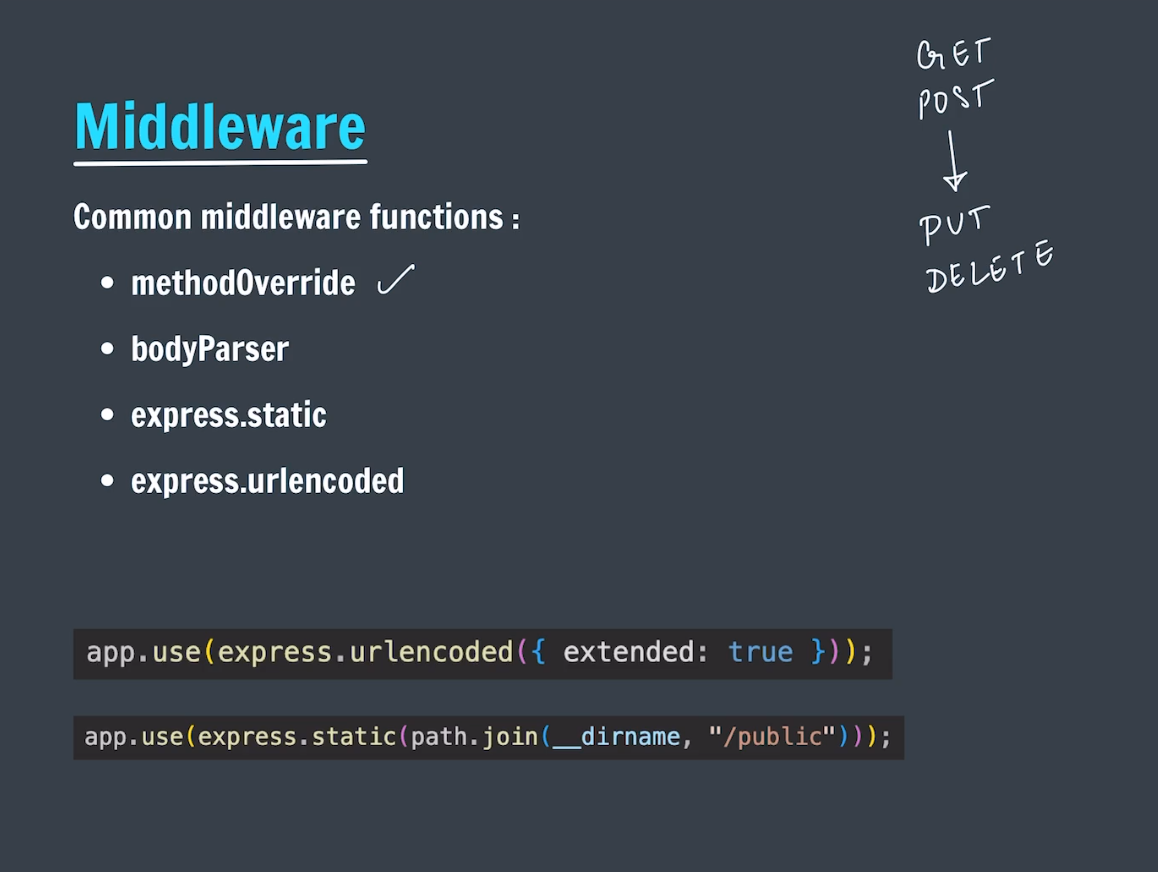 GET
POST
Middleware
Common middleware functions :
• methodOverride ✓
PUT
DELETE
• bodyParser
• express.static
• express.urlencoded
app.use(express.urlencoded({ extended: true }));
app.use(express.static(path.join(__dirname, "/public")));